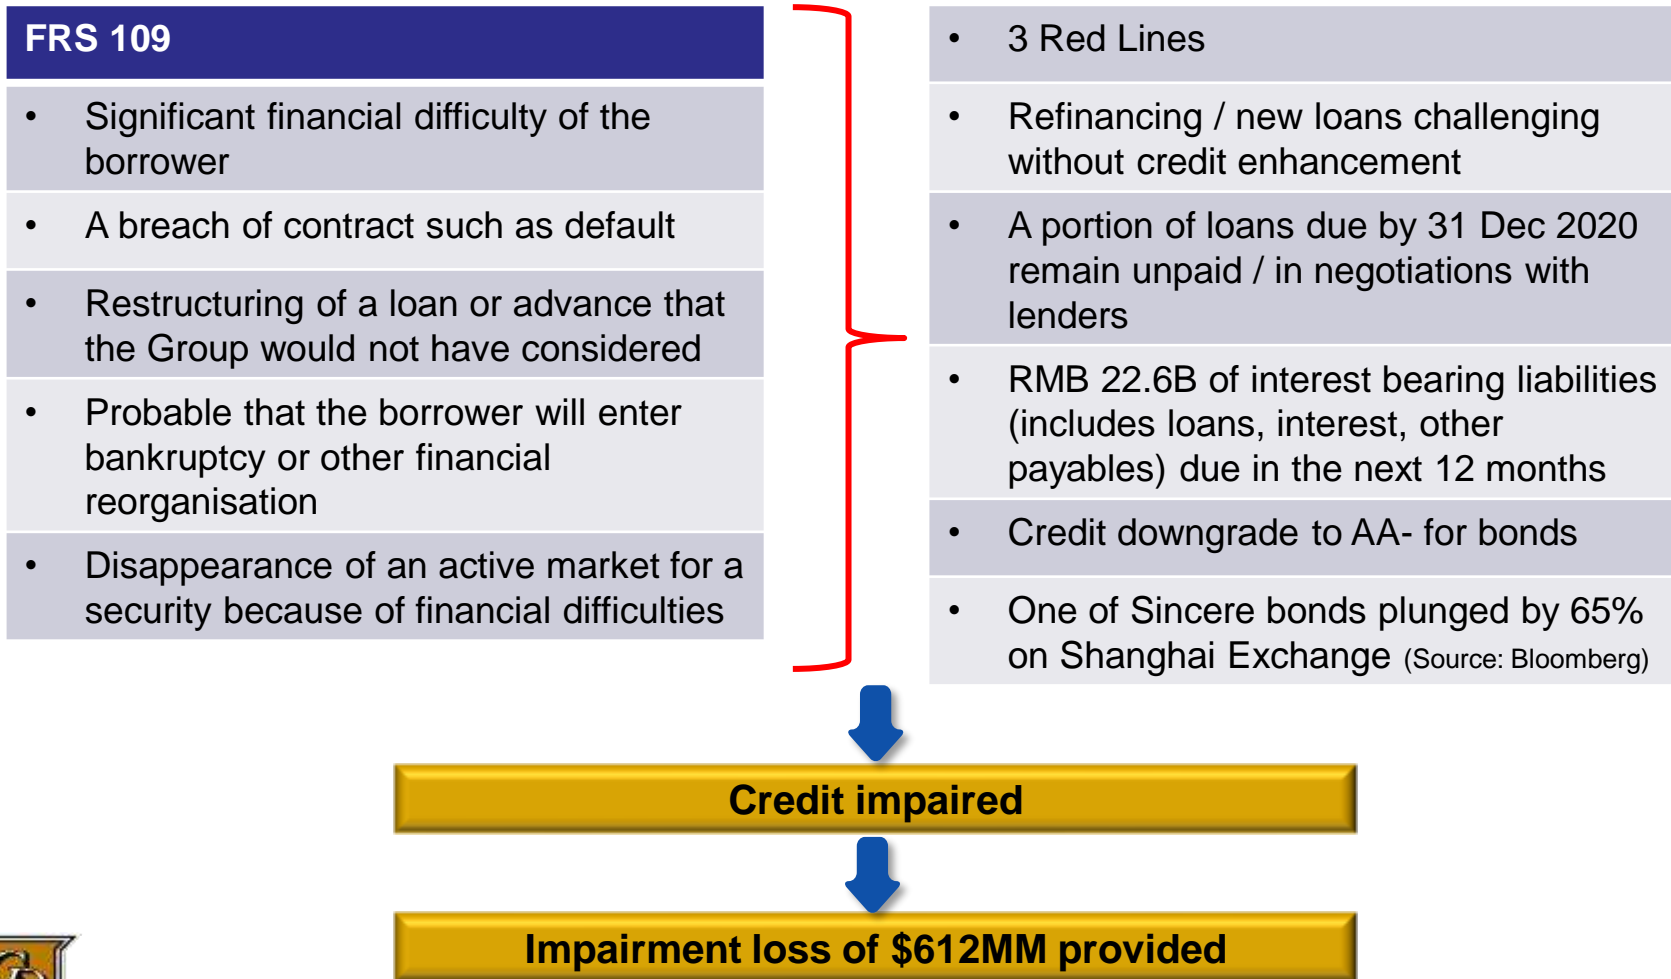 FRS 109
• Significant financial difficulty of the
borrower
• A breach of contract such as default
• Restructuring of a loan or advance that
the Group would not have considered
• Probable that the borrower will enter
bankruptcy or other financial
reorganisation
• Disappearance of an active market for a
security because of financial difficulties
• 3 Red Lines
• Refinancing / new loans challenging
without credit enhancement
• A portion of loans due by 31 Dec 2020
remain unpaid / in negotiations with
lenders
• RMB 22.6B of interest bearing liabilities
(includes loans, interest, other
payables) due in the next 12 months
• Credit downgrade to AA- for bonds
• One of Sincere bonds plunged by 65%
on Shanghai Exchange (Source: Bloomberg)
Credit impaired
Impairment loss of $612MM provided